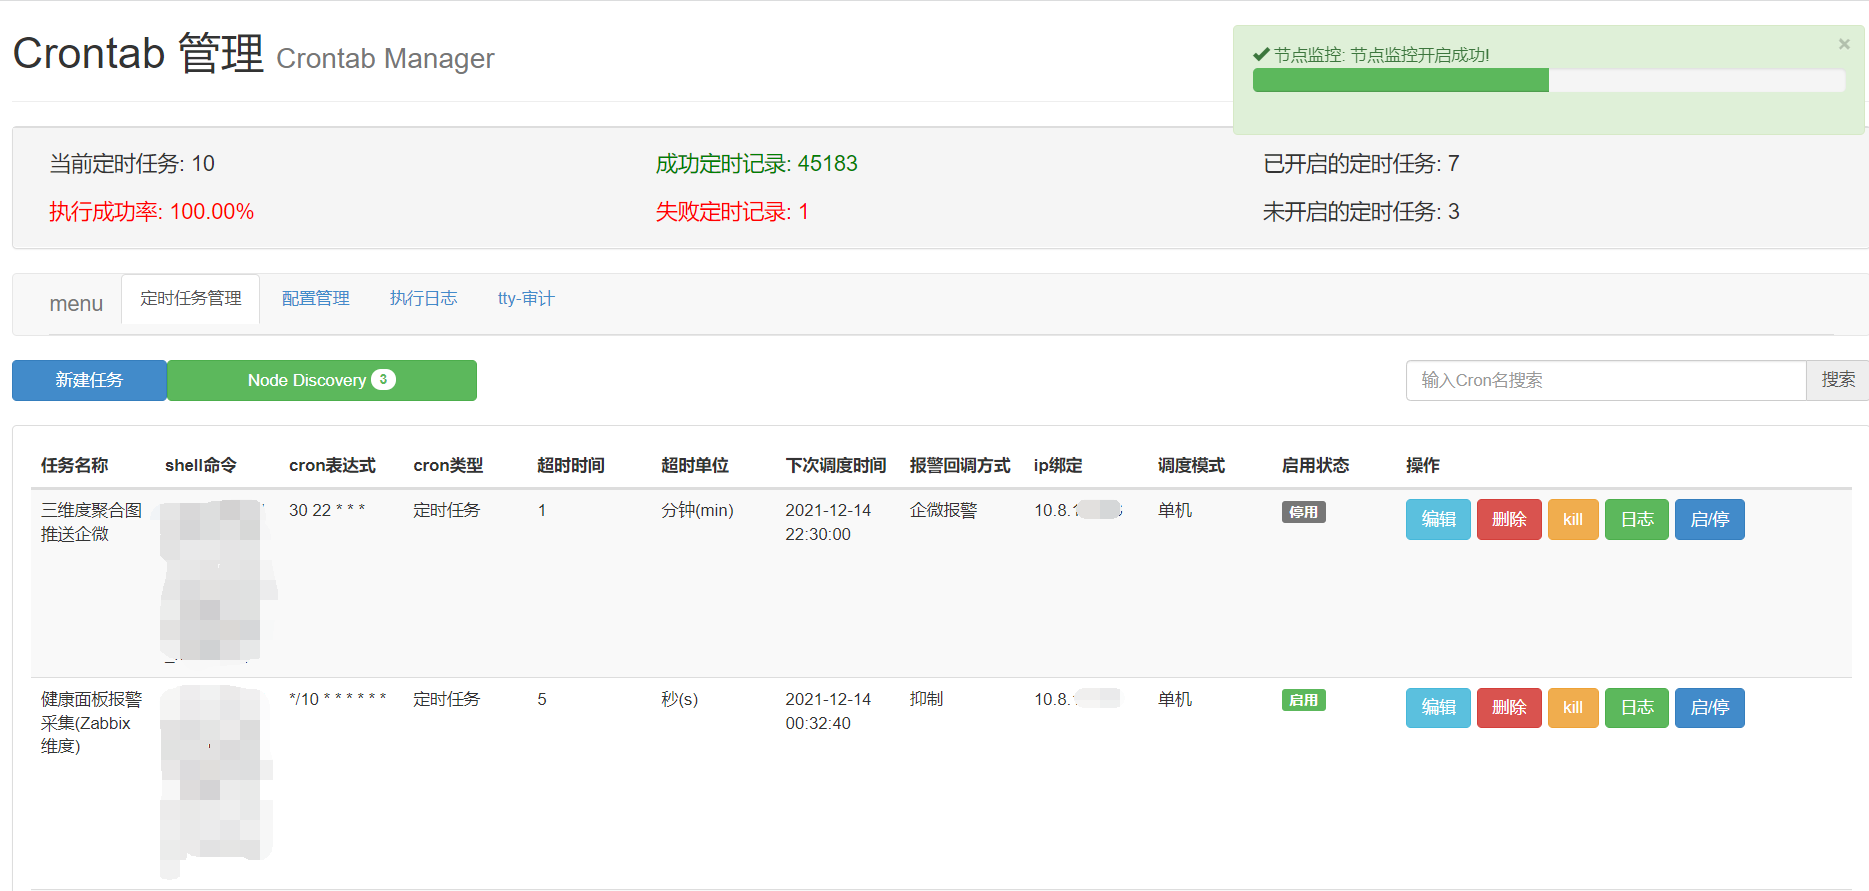 Crontab 管理 Crontab Manager
节点监控: 节点监控开启成功!
×
当前定时任务: 10
成功定时记录: 45183
已开启的定时任务: 7
执行成功率: 100.00%
失败定时记录: 1
未开启的定时任务: 3
menu 定时任务管理 配置管理 执行日志 tty-审计
新建任务 Node Discovery 3
输入Cron名搜索 搜索
任务名称 shell命令 cron表达式 cron类型 超时时间 超时单位 下次调度时间 报警回调方式 ip绑定 调度模式 启用状态 操作
三维度聚合图 30 22 * * * 定时任务 1 分钟(min) 2021-12-14 企微报警 10.8. 单机 停用 编辑 删除 kill 日志 启/停
推送企微 22:30:00
健康面板报警 */10 * * * * * * 定时任务 5 秒(s) 2021-12-14 抑制 10.8. 单机 启用 编辑 删除 kill 日志 启/停
采集(Zabbix 00:32:40
维度)